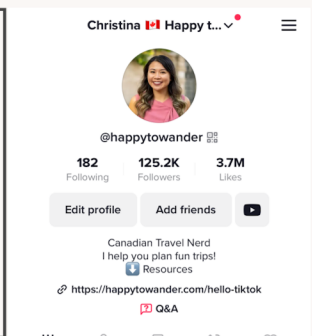 Christina 🇨🇦 Happy t...
@happytowander
182 125.2K 3.7M
Following Followers Likes
Edit profile Add friends
Canadian Travel Nerd
I help you plan fun trips!
⬇️ Resources
https://happytowander.com/hello-tiktok
Q&A